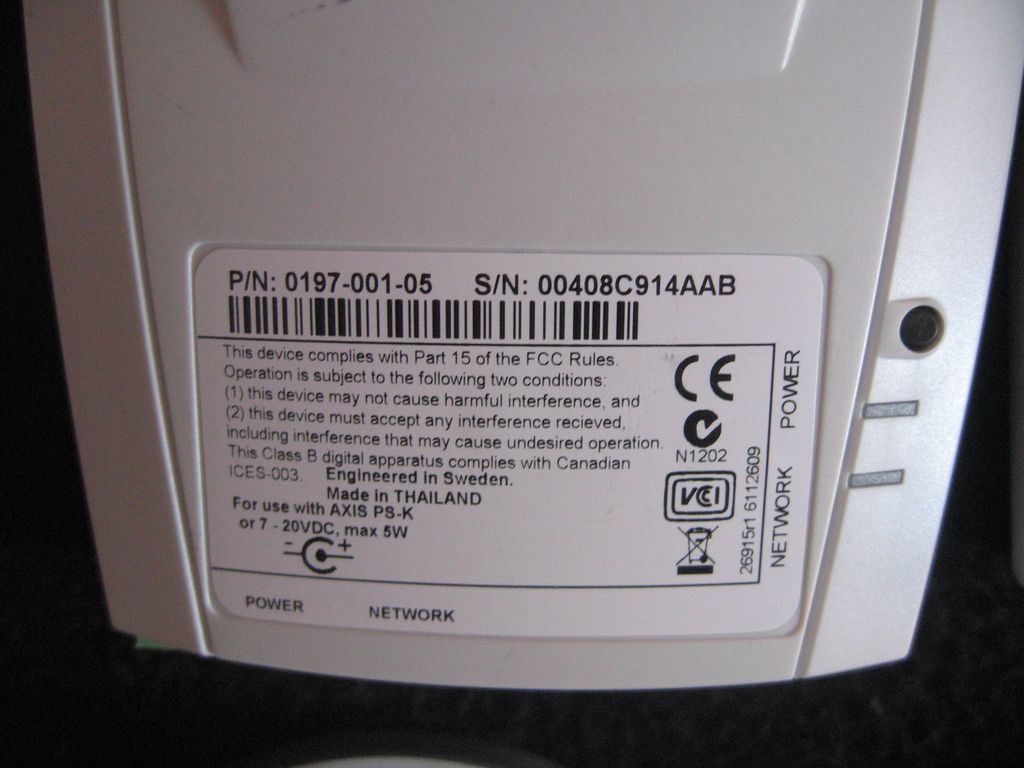 P/N: 0197-001-05 S/N: 00408C914AAB
This device complies with Part 15 of the FCC Rules.
Operation is subject to the following two conditions:
(1) this device may not cause harmful interference, and
(2) this device must accept any interference recieved,
including interference that may cause undesired operation.
This Class B digital apparatus complies with Canadian
ICES-003. Engineered in Sweden.
Made in THAILAND
For use with AXIS PS-K
or 7 - 20VDC, max 5W
- +
CE
N1202
VCI
26915r1 6112609
POWER
NETWORK
POWER NETWORK